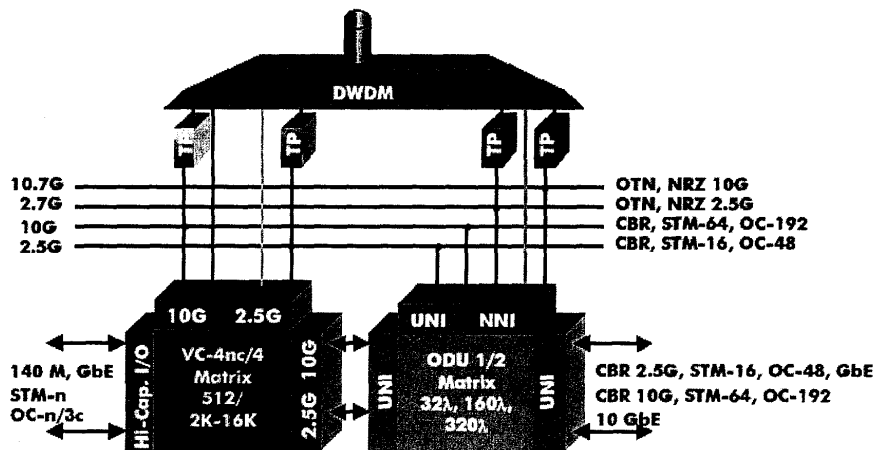 DWDM
TP TP TP TP
10.7G OTN, NRZ 10G
2.7G OTN, NRZ 2.5G
10G CBR, STM-64, OC-192
2.5G CBR, STM-16, OC-48
10G 2.5G
UNI NNI
140 M, GbE
STM-n
OC-n/3c
Hi-Cap. I/O
VC-4nc/4
Matrix
512/
2K-16K
2.5G 10G
UNI
ODU 1/2
Matrix
32λ, 160λ,
320λ
UNI
CBR 2.5G, STM-16, OC-48, GbE
CBR 10G, STM-64, OC-192
10 GbE